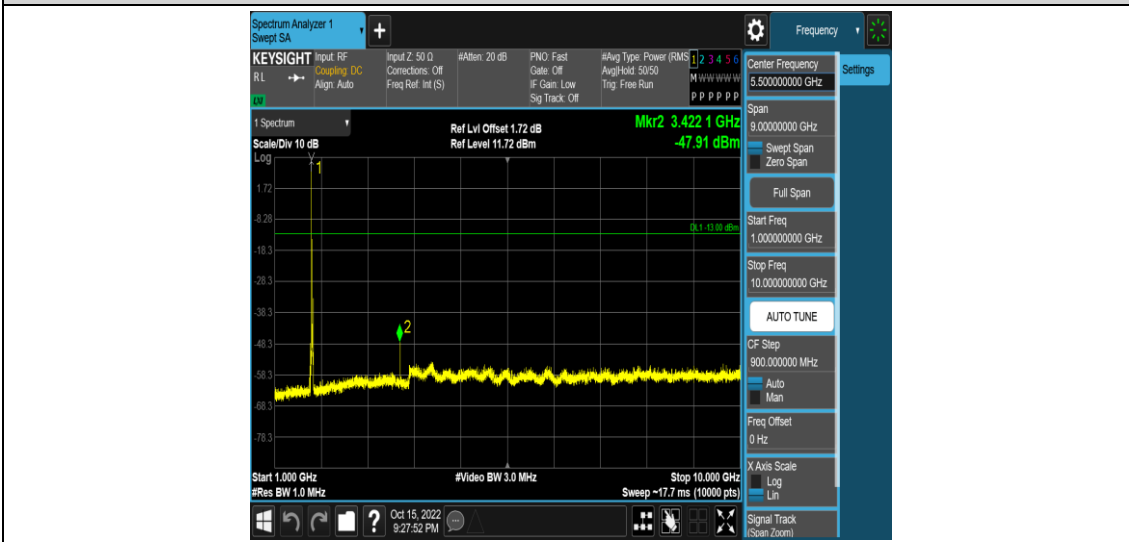 Spectrum Analyzer 1
Swept SA
+
Frequency
KEYSIGHT
RL
Input: RF
Coupling: DC
Align: Auto
Input Z: 50 Ω
Corrections: Off
Freq Ref: Int (S)
#Atten: 20 dB
PNO: Fast
Gate: Off
IF Gain: Low
Sig Track: Off
#Avg Type: Power (RMS
Avg|Hold: 50/50
Trig: Free Run
1 2 3 4 5 6
M W W W W W
P P P P P P
1 Spectrum
Scale/Div 10 dB
Ref Lvl Offset 1.72 dB
Ref Level 11.72 dBm
Mkr2 3.422 1 GHz
-47.91 dBm
Log
1
1.72
-8.28
DL1 -13.00 dBm
-18.3
-28.3
-38.3
2
-48.3
-58.3
-68.3
-78.3
Start 1.000 GHz
#Video BW 3.0 MHz
Stop 10.000 GHz
#Res BW 1.0 MHz
Sweep ~17.7 ms (10000 pts)
?
Oct 15, 2022
9:27:52 PM
Center Frequency
5.500000000 GHz
Settings
Span
9.00000000 GHz
Swept Span
Zero Span
Full Span
Start Freq
1.000000000 GHz
Stop Freq
10.000000000 GHz
AUTO TUNE
CF Step
900.000000 MHz
Auto
Man
Freq Offset
0 Hz
X Axis Scale
Log
Lin
Signal Track
(Span Zoom)